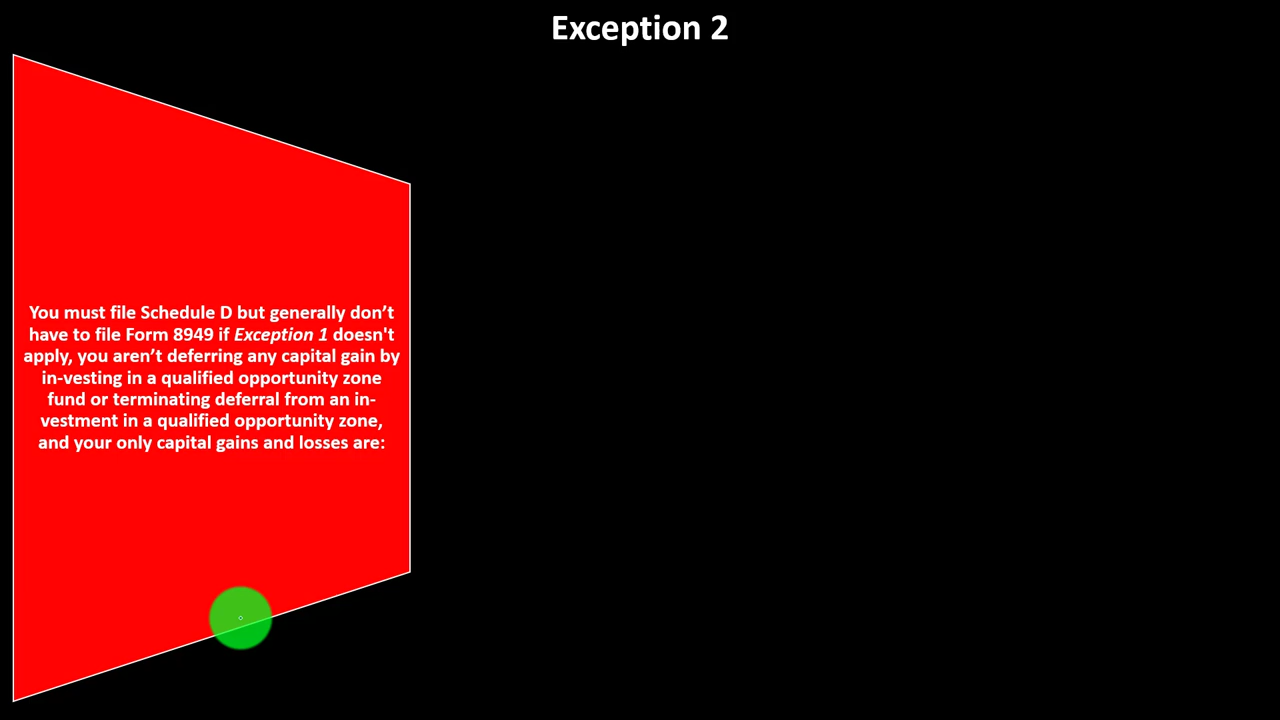 Exception 2
You must file Schedule D but generally don’t
have to file Form 8949 if Exception 1 doesn't
apply, you aren’t deferring any capital gain by
in-vesting in a qualified opportunity zone
fund or terminating deferral from an in-
vestment in a qualified opportunity zone,
and your only capital gains and losses are: